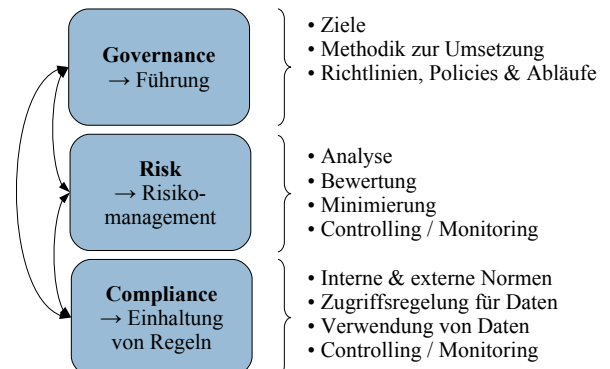 Governance
→ Führung
• Ziele
• Methodik zur Umsetzung
• Richtlinien, Policies & Abläufe
Risk
→ Risiko-
management
• Analyse
• Bewertung
• Minimierung
• Controlling / Monitoring
Compliance
→ Einhaltung
von Regeln
• Interne & externe Normen
• Zugriffsregelung für Daten
• Verwendung von Daten
• Controlling / Monitoring